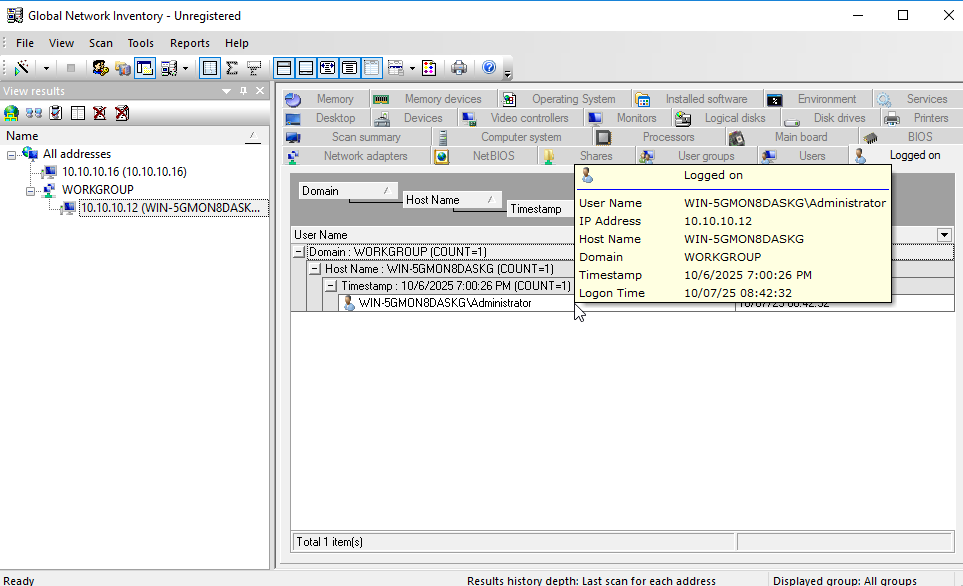 Global Network Inventory - Unregistered
File View Scan Tools Reports Help
View results
Name
All addresses
10.10.10.16 (10.10.10.16)
WORKGROUP
10.10.10.12 (WIN-5GMON8DASK...
Memory Memory devices Operating System Installed software Environment Services
Desktop Devices Video controllers Monitors Logical disks Disk drives Printers
Scan summary Computer system Processors Main board BIOS
Network adapters NetBIOS Shares User groups Users Logged on
Domain
Host Name
Timestamp
User Name
Domain : WORKGROUP (COUNT=1)
Host Name : WIN-5GMON8DASKG (COUNT=1)
Timestamp : 10/6/2025 7:00:26 PM (COUNT=1)
WIN-5GMON8DASKG\Administrator 10/07/25 08:42:32
Logged on
User Name WIN-5GMON8DASKG\Administrator
IP Address 10.10.10.12
Host Name WIN-5GMON8DASKG
Domain WORKGROUP
Timestamp 10/6/2025 7:00:26 PM
Logon Time 10/07/25 08:42:32
Total 1 item(s)
Ready Results history depth: Last scan for each address Displayed group: All groups